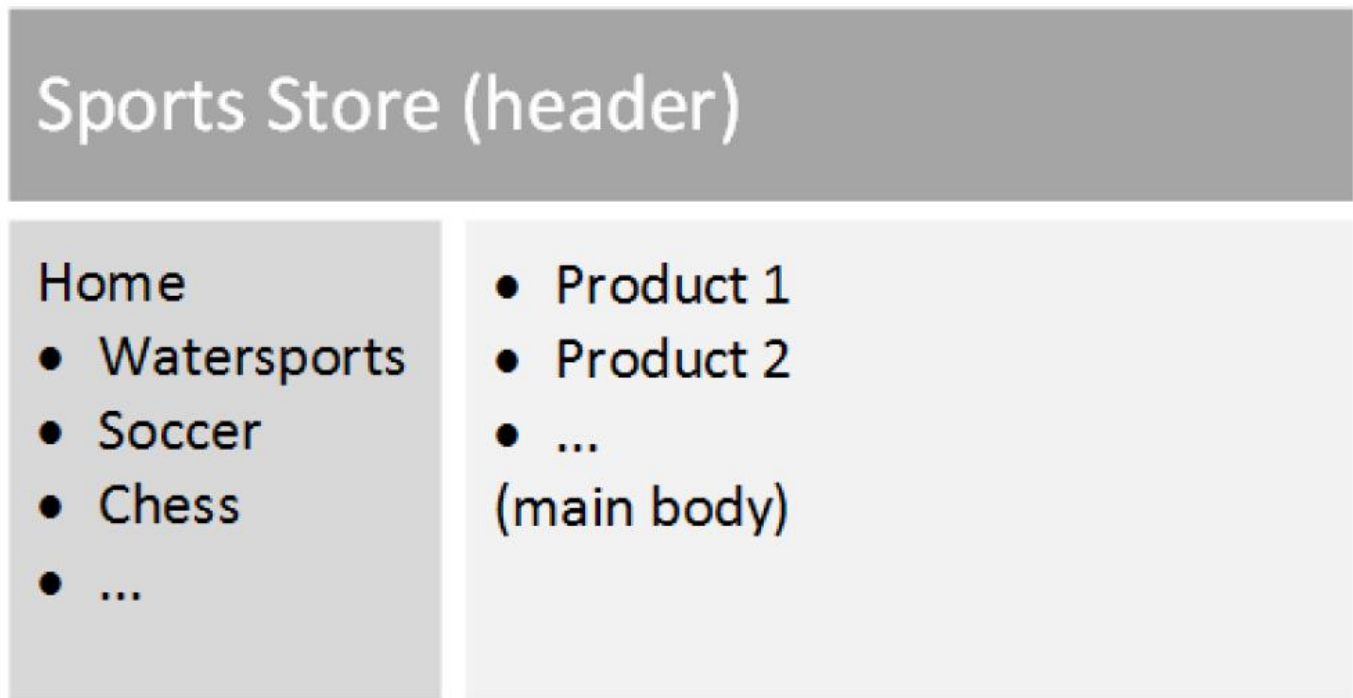 Sports Store (header)
Home
• Watersports
• Soccer
• Chess
• ...
• Product 1
• Product 2
• ...
(main body)